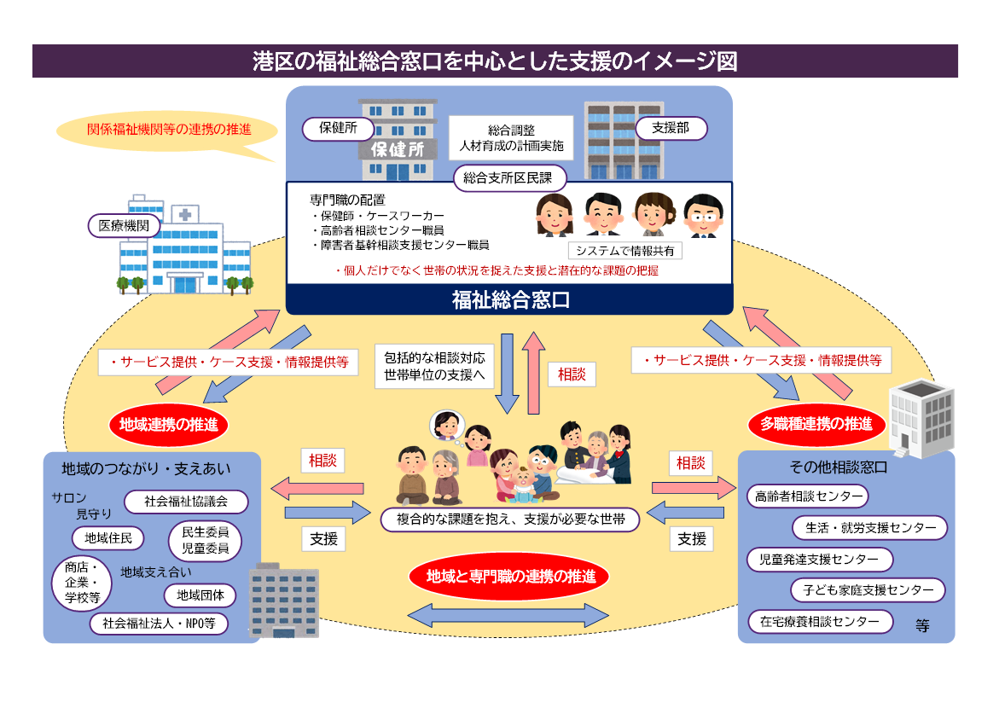 港区の福祉総合窓口を中心とした支援のイメージ図
関係福祉機関等の連携の推進
保健所
保健所
総合調整
人材育成の計画実施
支援部
総合支所区民課
医療機関
専門職の配置
・保健師・ケースワーカー
・高齢者相談センター職員
・障害者基幹相談支援センター職員
システムで情報共有
・個人だけでなく世帯の状況を捉えた支援と潜在的な課題の把握
福祉総合窓口
・サービス提供・ケース支援・情報提供等
包括的な相談対応
世帯単位の支援へ
相談
・サービス提供・ケース支援・情報提供等
地域連携の推進
多職種連携の推進
地域のつながり・支えあい
サロン
見守り
社会福祉協議会
地域住民
民生委員
児童委員
商店・
企業・
学校等
地域支え合い
地域団体
社会福祉法人・NPO等
相談
支援
複合的な課題を抱え、支援が必要な世帯
相談
支援
地域と専門職の連携の推進
その他相談窓口
高齢者相談センター
生活・就労支援センター
児童発達支援センター
子ども家庭支援センター
在宅療養相談センター
等